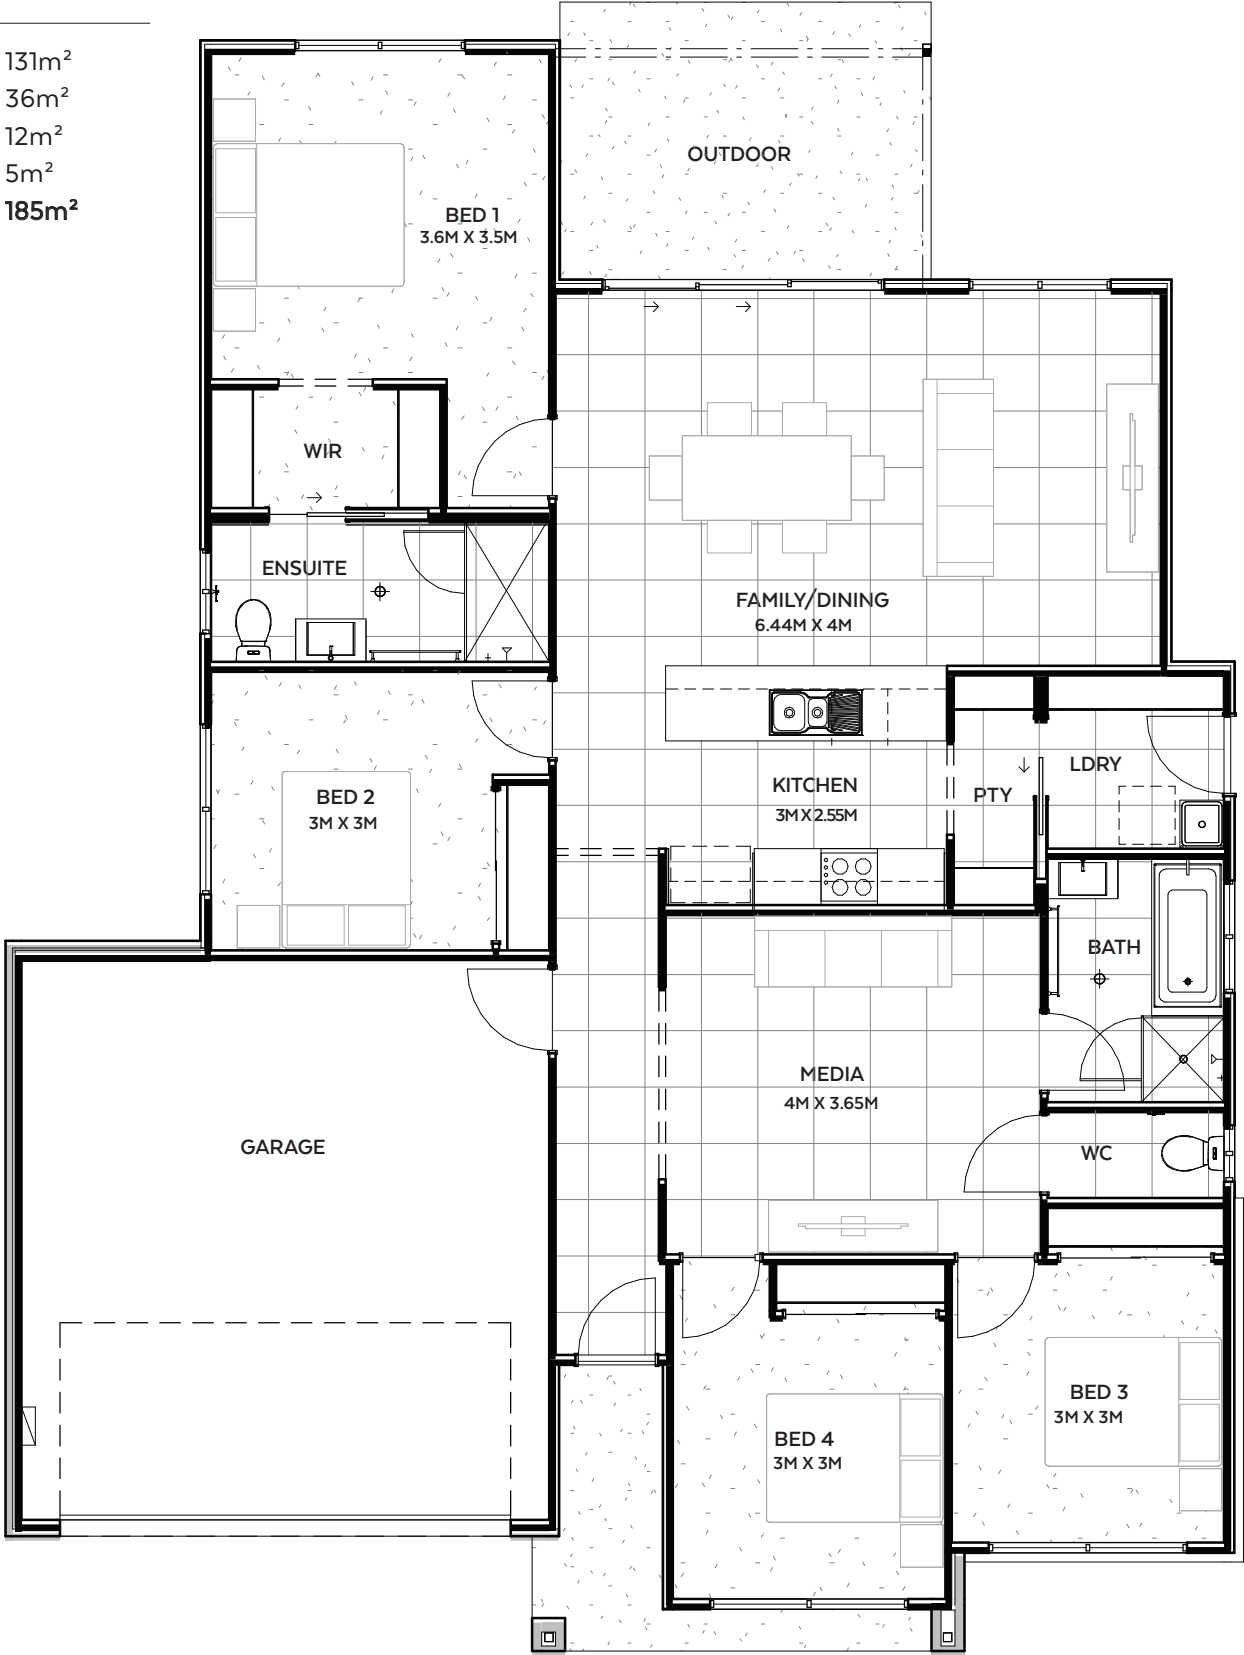 131m²
36m²
12m²
5m²
185m²
OUTDOOR
BED 1
3.6M X 3.5M
WIR
ENSUITE
FAMILY/DINING
6.44M X 4M
KITCHEN
3M X 2.55M
PTY
LDRY
BED 2
3M X 3M
BATH
MEDIA
4M X 3.65M
GARAGE
WC
BED 3
3M X 3M
BED 4
3M X 3M